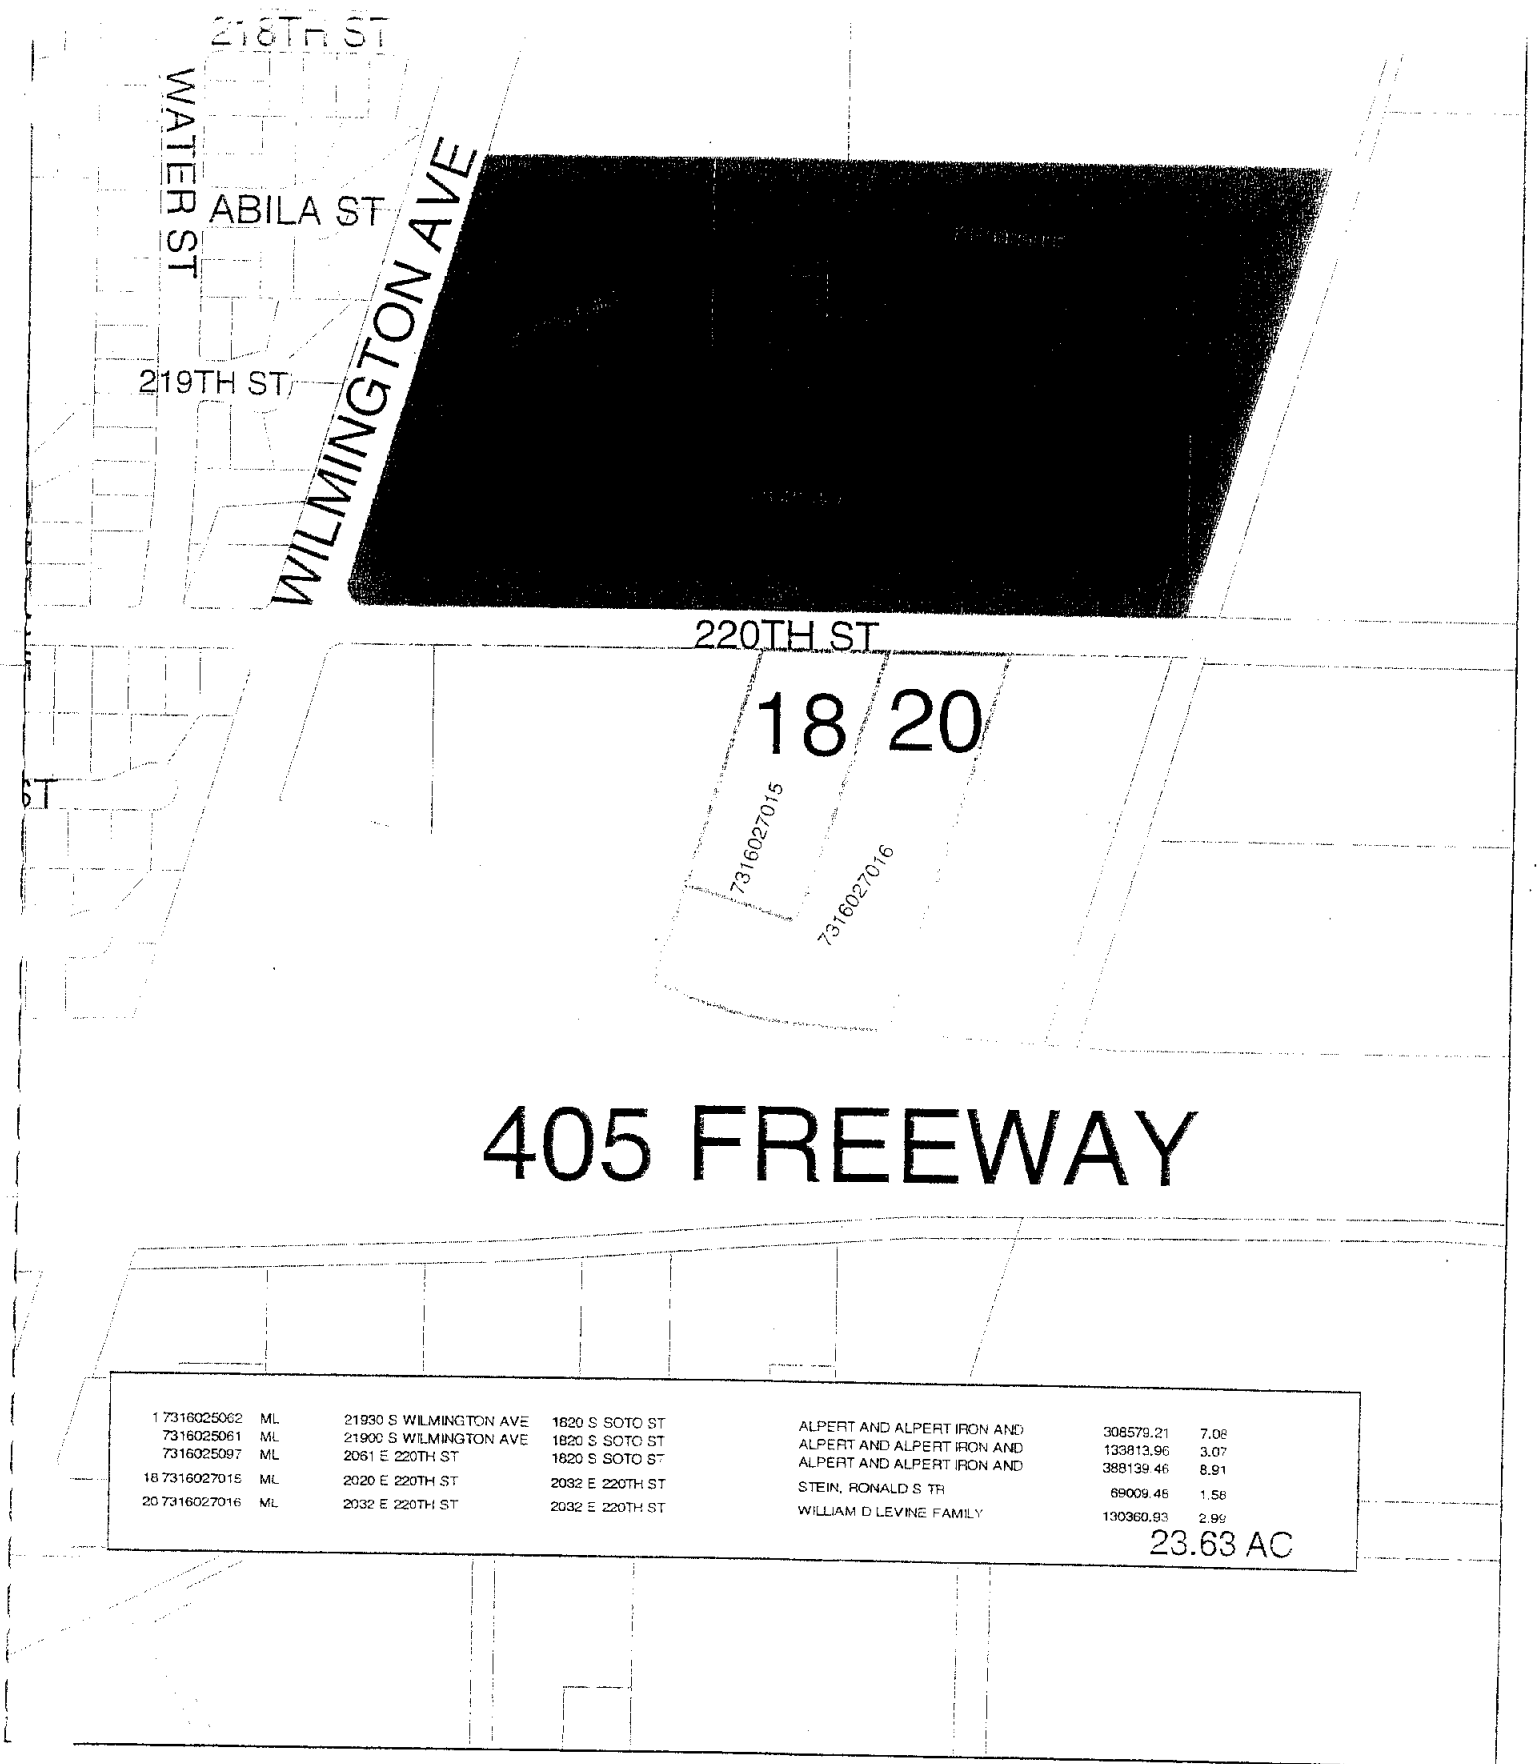 218TH ST
WATER ST
ABILA ST
WILMINGTON AVE
219TH ST
220TH ST
18 20
ST
7316027015
7316027016
405 FREEWAY
1 7316025062 ML 21930 S WILMINGTON AVE 1820 S SOTO ST ALPERT AND ALPERT IRON AND 308579.21 7.08
7316025061 ML 21900 S WILMINGTON AVE 1820 S SOTO ST ALPERT AND ALPERT IRON AND 133813.96 3.07
7316025097 ML 2061 E 220TH ST 1820 S SOTO ST ALPERT AND ALPERT IRON AND 388139.46 8.91
18 7316027015 ML 2020 E 220TH ST 2032 E 220TH ST STEIN, RONALD S TR 69009.48 1.58
20 7316027016 ML 2032 E 220TH ST 2032 E 220TH ST WILLIAM D LEVINE FAMILY 130360.93 2.99
23.63 AC